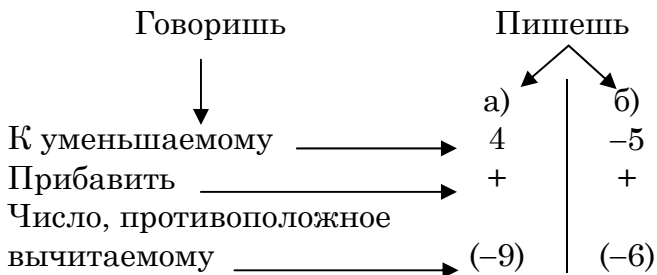 Говоришь Пишешь
а) б)
К уменьшаемому 4 –5
Прибавить + +
Число, противоположное
вычитаемому (–9) (–6)